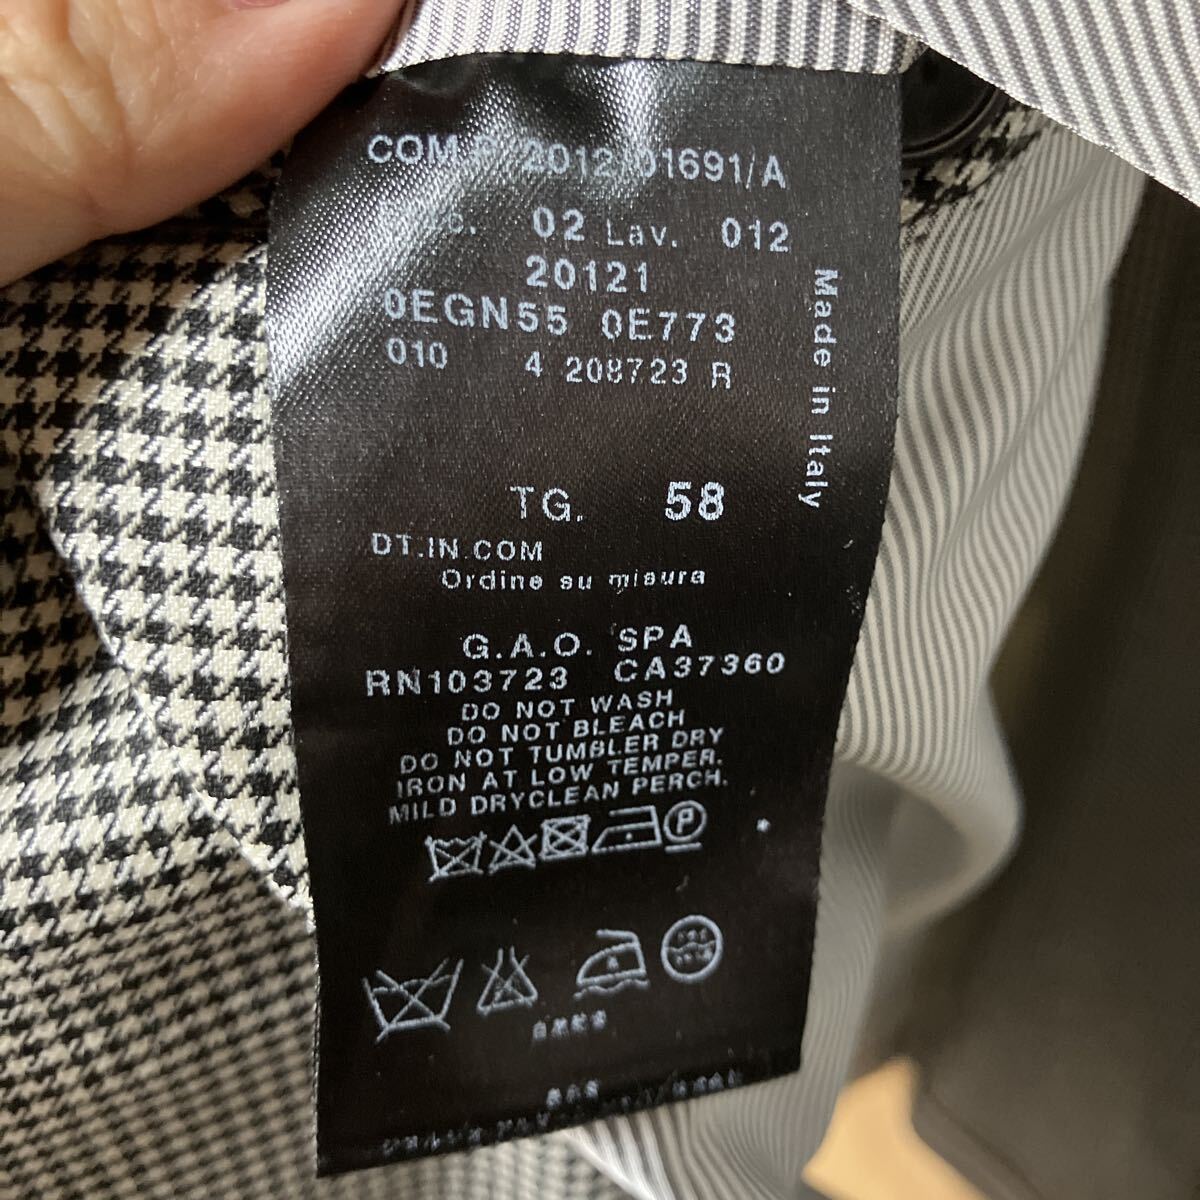 2012/01691/A
02 Lav. 012
20121
0EGN55 0E773
010 4 208723 R
Made in Italy
TG. 58
DT.IN.COM
Ordine su misura
G.A.O. SPA
RN103723 CA37360
DO NOT WASH
DO NOT BLEACH
DO NOT TUMBLER DRY
IRON AT LOW TEMPER.
MILD DRYCLEAN PERCH.
P